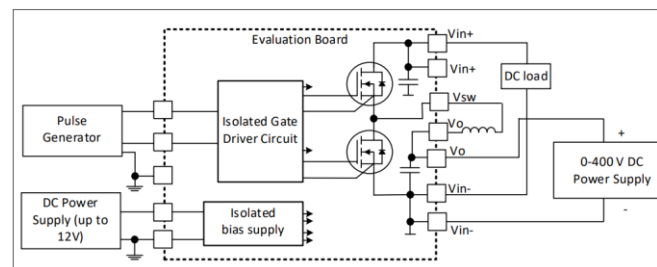 Evaluation Board
Vin+
Vin+
DC load
Vsw
Vo
Vo
Vin-
Vin-
Pulse
Generator
Isolated Gate
Driver Circuit
DC Power
Supply (up to
12V)
Isolated
bias supply
+
0-400 V DC
Power Supply
-